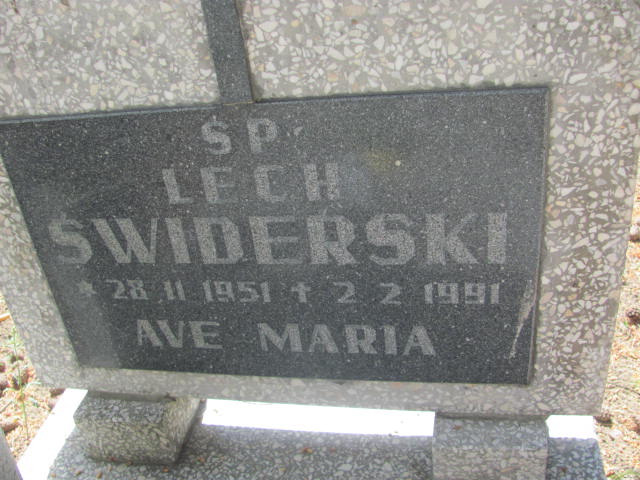 ŚP
LECH
ŚWIDERSKI
* 28 11 1951 + 2 2 1991
AVE MARIA